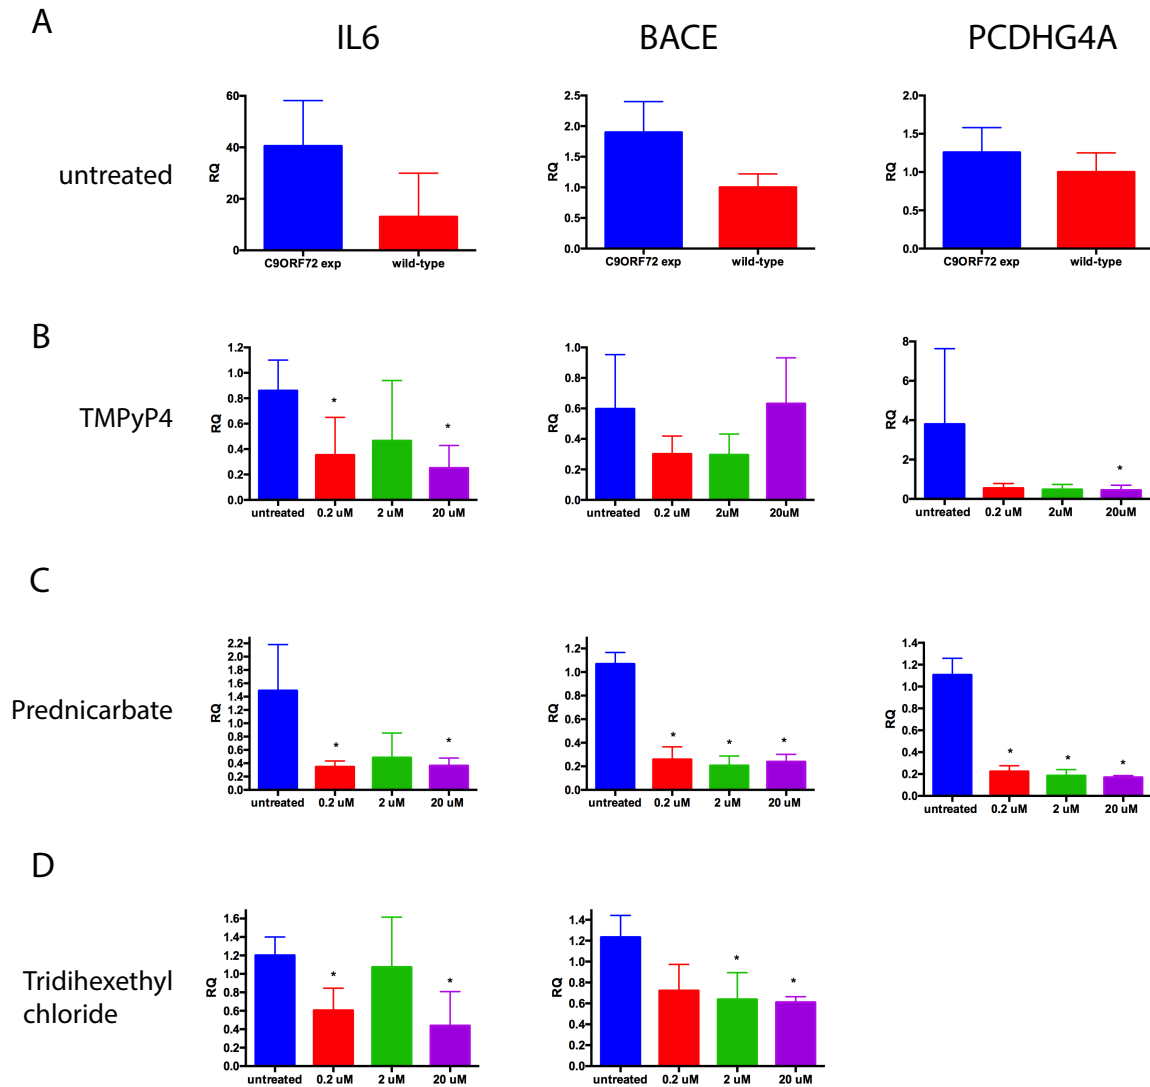 A
IL6
BACE
PCDHG4A
untreated
RQ
60
40
20
0
C9ORF72 exp
wild-type
RQ
2.5
2.0
1.5
1.0
0.5
0.0
C9ORF72 exp
wild-type
RQ
2.0
1.5
1.0
0.5
0.0
C9ORF72 exp
wild-type
B
TMPyP4
RQ
1.2
1.0
0.8
0.6
0.4
0.2
0.0
*
*
untreated
0.2 uM
2 uM
20 uM
RQ
1.0
0.8
0.6
0.4
0.2
0.0
untreated
0.2 uM
2uM
20uM
RQ
8
6
4
2
0
*
untreated
0.2 uM
2uM
20uM
C
Prednicarbate
RQ
2.2
2.0
1.8
1.6
1.4
1.2
1.0
0.8
0.6
0.4
0.2
0.0
*
*
untreated
0.2 uM
2 uM
20 uM
RQ
1.2
1.0
0.8
0.6
0.4
0.2
0.0
*
*
*
untreated
0.2 uM
2 uM
20 uM
RQ
1.4
1.2
1.0
0.8
0.6
0.4
0.2
0.0
*
*
*
untreated
0.2 uM
2 uM
20 uM
D
Tridihexethyl
chloride
RQ
1.6
1.4
1.2
1.0
0.8
0.6
0.4
0.2
0.0
*
*
untreated
0.2 uM
2 uM
20 uM
RQ
1.4
1.2
1.0
0.8
0.6
0.4
0.2
0.0
*
*
untreated
0.2 uM
2 uM
20 uM